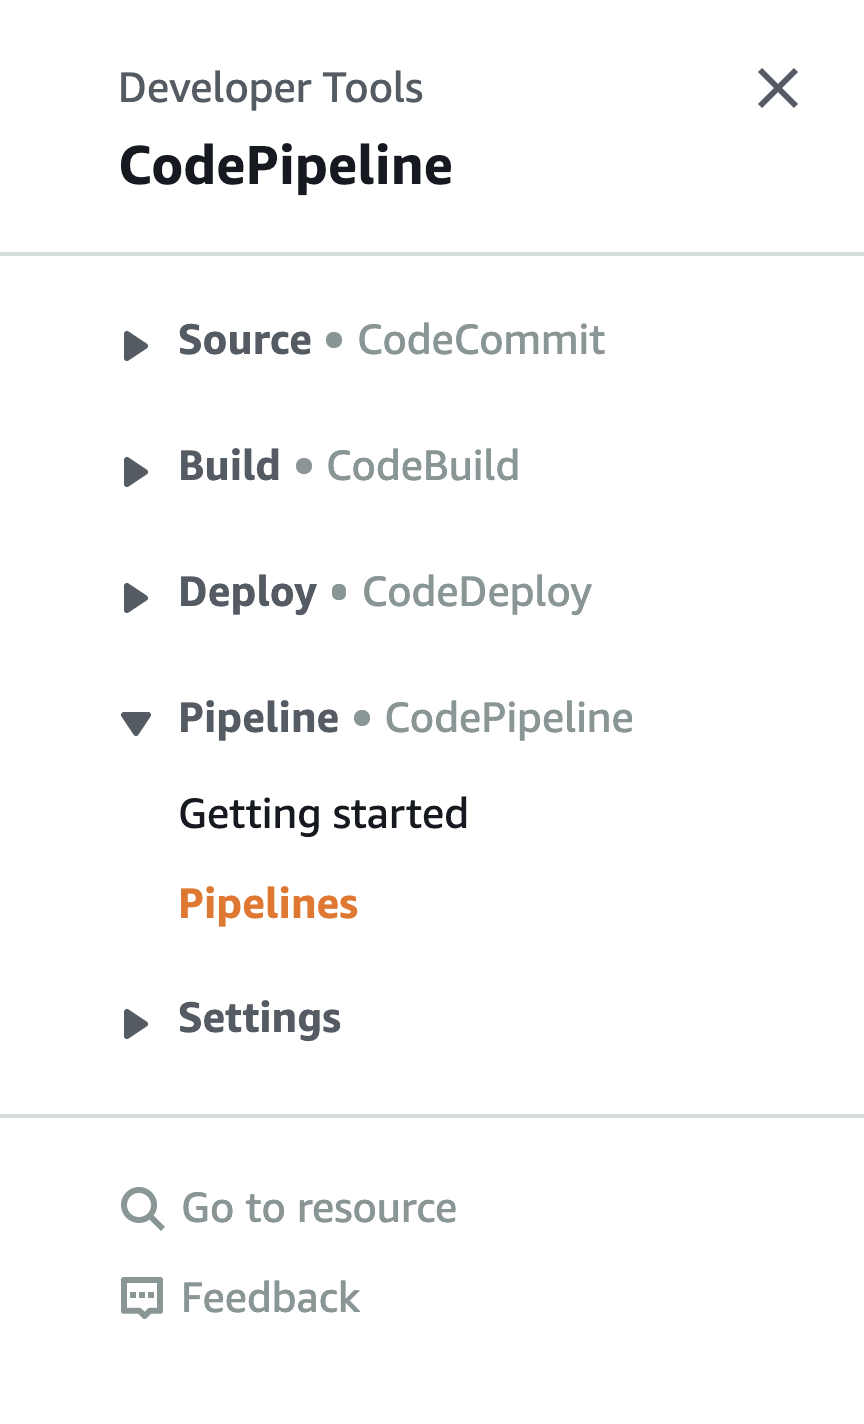 Developer Tools
CodePipeline
Source • CodeCommit
Build • CodeBuild
Deploy • CodeDeploy
Pipeline • CodePipeline
Getting started
Pipelines
Settings
Go to resource
Feedback